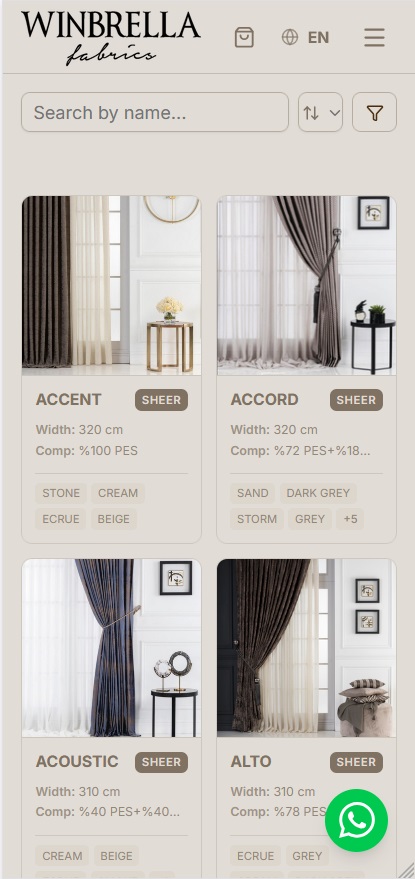 WINBRELLA
fabrics
EN
Search by name...
ACCENT SHEER
Width: 320 cm
Comp: %100 PES
STONE CREAM
ECRUE BEIGE
ACCORD SHEER
Width: 320 cm
Comp: %72 PES+%18...
SAND DARK GREY
STORM GREY +5
ACOUSTIC SHEER
Width: 310 cm
Comp: %40 PES+%40...
CREAM BEIGE
ALTO SHEER
Width: 310 cm
Comp: %78 PES
ECRUE GREY